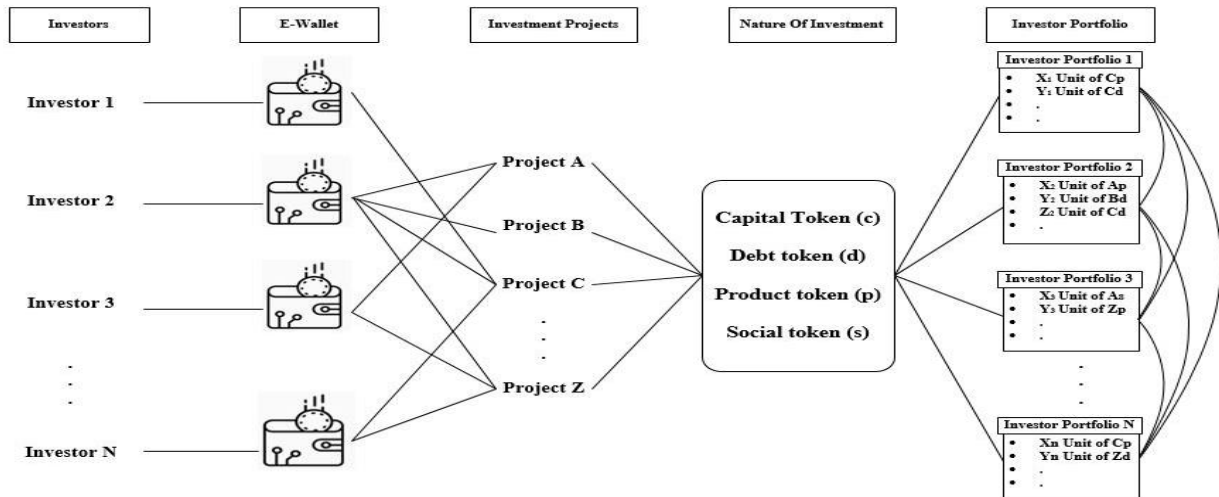 Investors
E-Wallet
Investment Projects
Nature Of Investment
Investor Portfolio
Investor 1
Investor 2
Investor 3
.
.
.
Investor N
Project A
Project B
Project C
.
.
.
Project Z
Capital Token (c)
Debt token (d)
Product token (p)
Social token (s)
Investor Portfolio 1
• X₁ Unit of Cp
• Y₁ Unit of Cd
• .
• .
Investor Portfolio 2
• X₂ Unit of Ap
• Y₂ Unit of Bd
• Z₂ Unit of Cd
• .
Investor Portfolio 3
• X₃ Unit of As
• Y₃ Unit of Zp
• .
• .
.
.
.
Investor Portfolio N
• Xn Unit of Cp
• Yn Unit of Zd
• .
• .